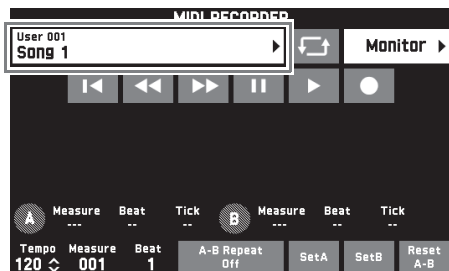 MIDI RECORDER
User 001
Song 1
Monitor
A Measure Beat Tick B Measure Beat Tick
--- -- -- --- -- --
Tempo Measure Beat A-B Repeat SetA SetB Reset
120 001 1 Off A-B